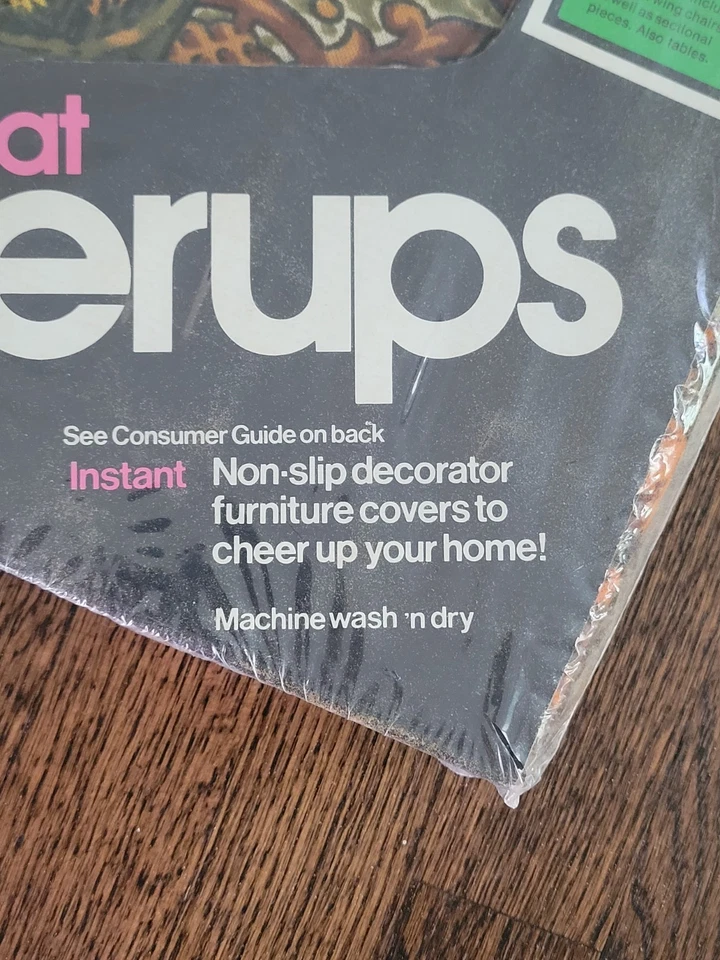 wing chairs
well as sectional
pieces. Also tables.
at
erups
See Consumer Guide on back
Instant Non-slip decorator
furniture covers to
cheer up your home!
Machine wash 'n dry